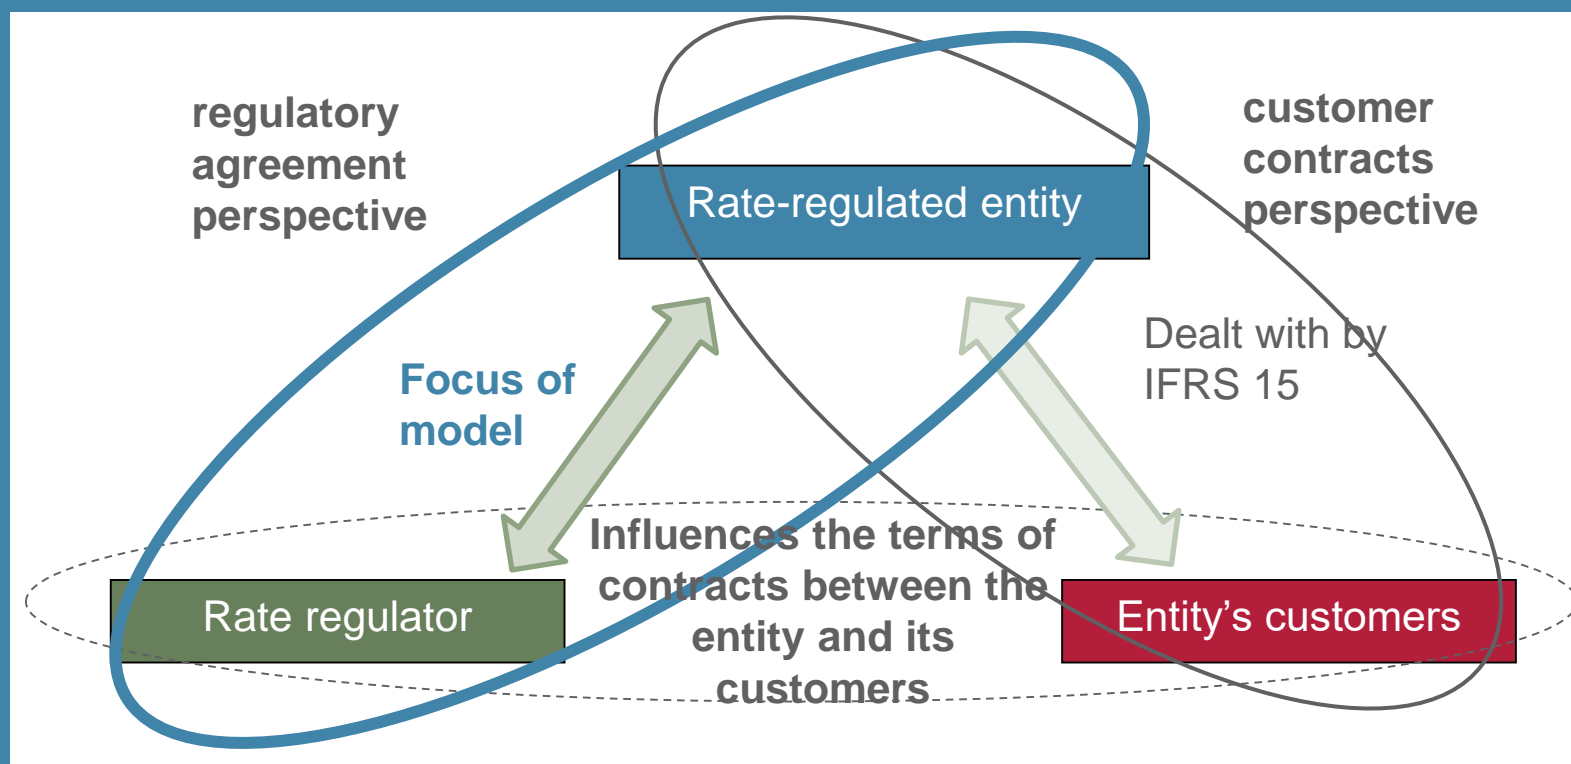 regulatory
agreement
perspective
customer
contracts
perspective
Rate-regulated entity
Dealt with by
IFRS 15
Focus of
model
Influences the terms of
contracts between the
entity and its
customers
Rate regulator
Entity's customers